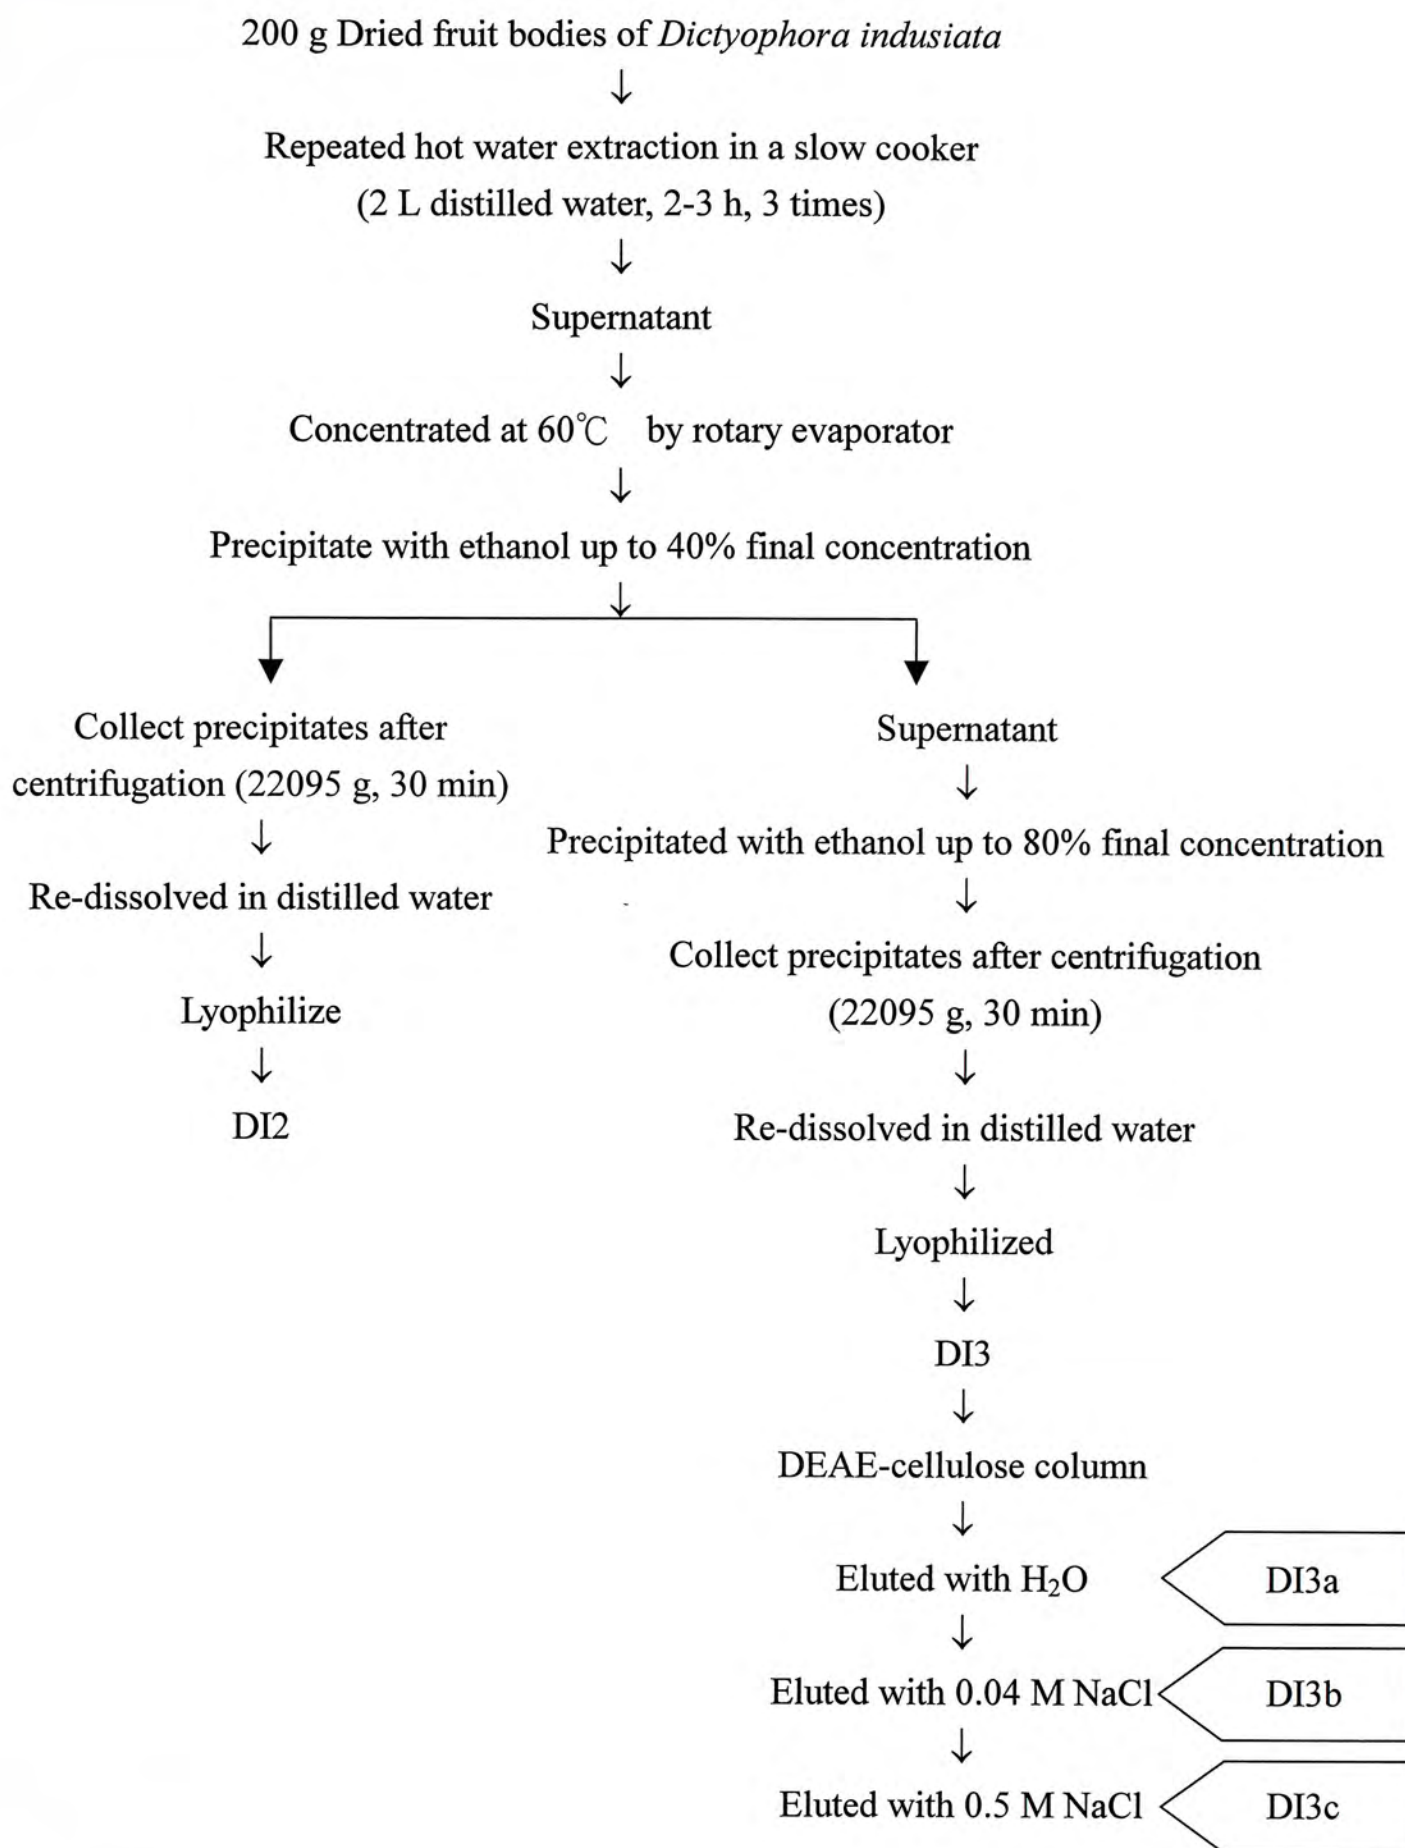 200 g Dried fruit bodies of Dictyophora indusiata
↓
Repeated hot water extraction in a slow cooker
(2 L distilled water, 2-3 h, 3 times)
↓
Supernatant
↓
Concentrated at 60℃ by rotary evaporator
↓
Precipitate with ethanol up to 40% final concentration
↓
Collect precipitates after
centrifugation (22095 g, 30 min)
↓
Re-dissolved in distilled water
↓
Lyophilize
↓
DI2
Supernatant
↓
Precipitated with ethanol up to 80% final concentration
↓
Collect precipitates after centrifugation
(22095 g, 30 min)
↓
Re-dissolved in distilled water
↓
Lyophilized
↓
DI3
↓
DEAE-cellulose column
↓
Eluted with H₂O
DI3a
↓
Eluted with 0.04 M NaCl
DI3b
↓
Eluted with 0.5 M NaCl
DI3c